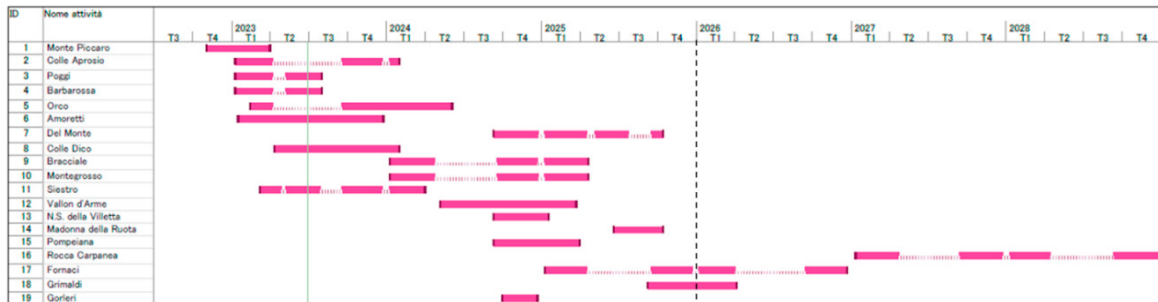 ID Nome attività
2023 2024 2025 2026 2027 2028
T3 T4 T1 T2 T3 T4 T1 T2 T3 T4 T1 T2 T3 T4 T1 T2 T3 T4 T1 T2 T3 T4 T1 T2 T3 T4
1 Monte Piccaro
2 Colle Aprosio
3 Poggi
4 Barbarossa
5 Orco
6 Amoretti
7 Del Monte
8 Colle Dico
9 Bracciale
10 Montegrosso
11 Siestro
12 Vallon d'Arme
13 N.S. della Villetta
14 Madonna della Ruota
15 Pompeiana
16 Rocca Carpanea
17 Fornaci
18 Grimaldi
19 Gorleri